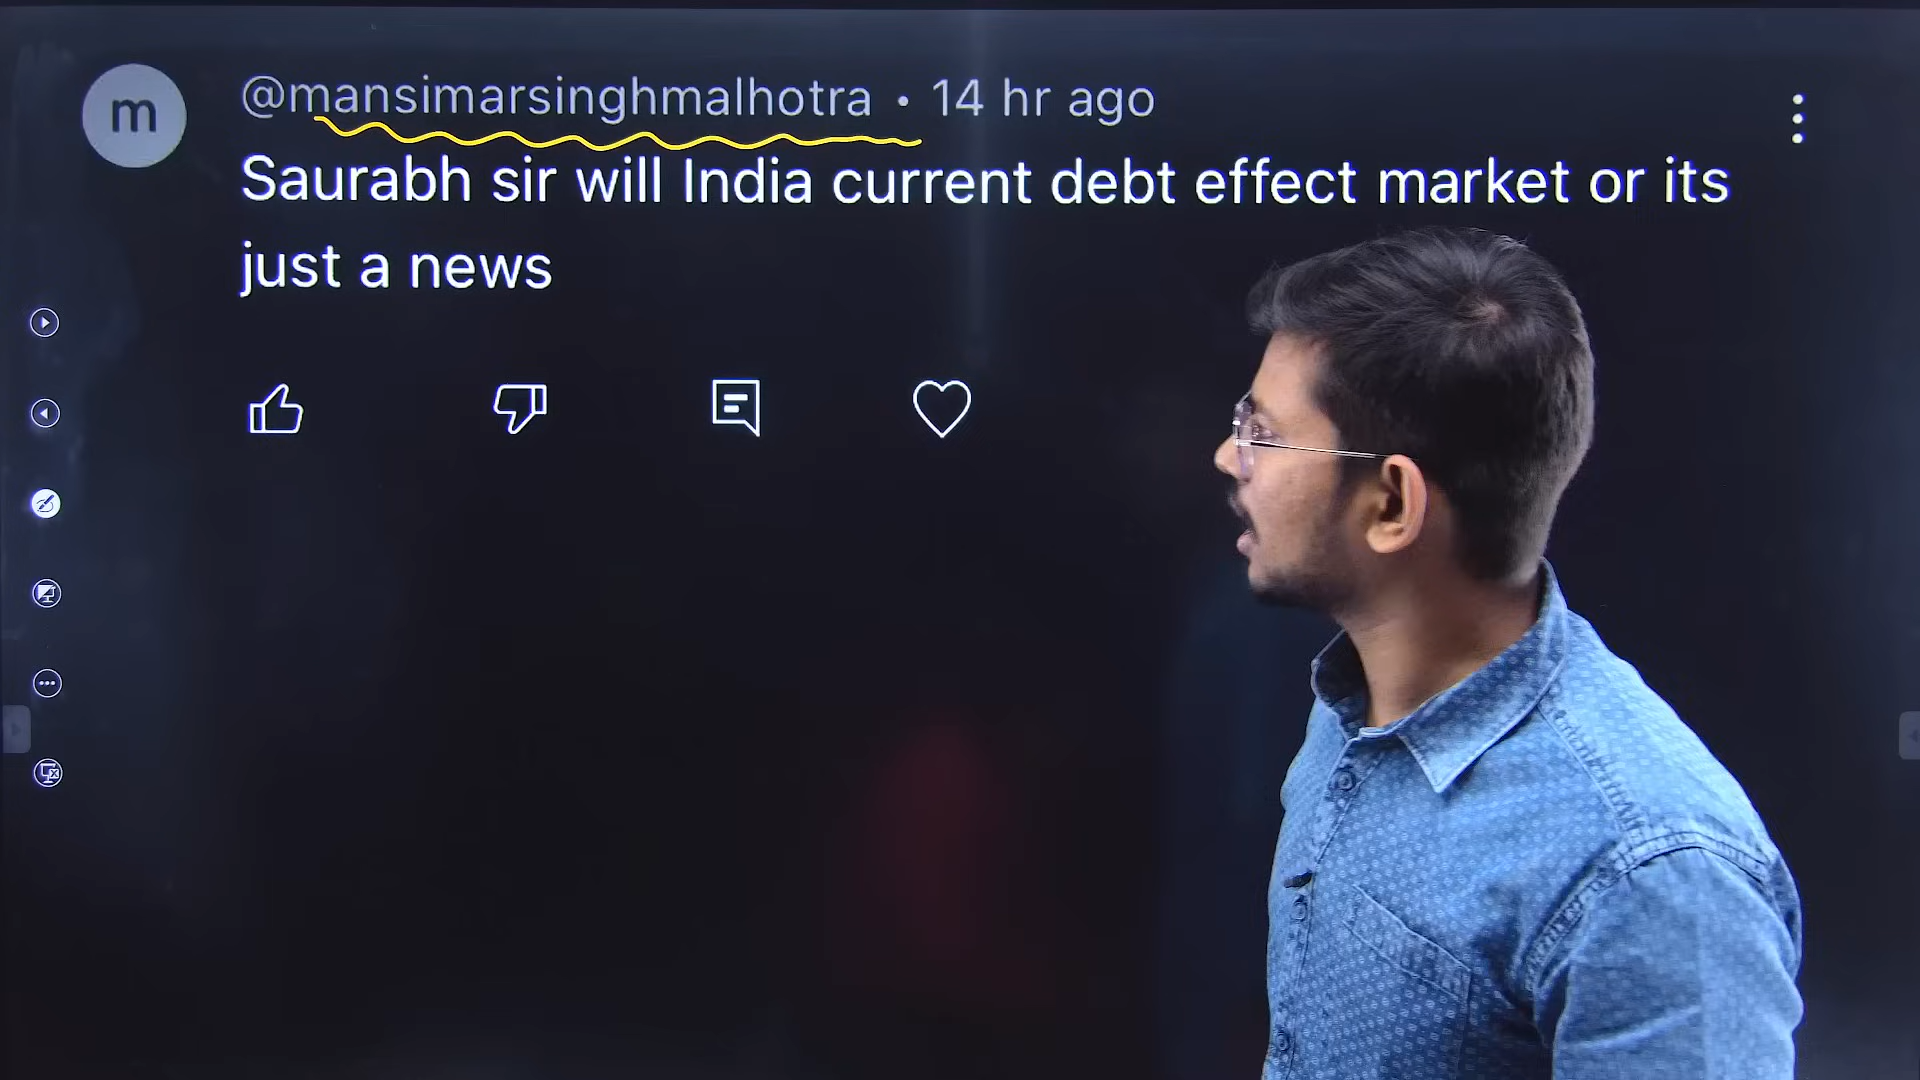 m
@mansimarsinghmalhotra • 14 hr ago
Saurabh sir will India current debt effect market or its
just a news